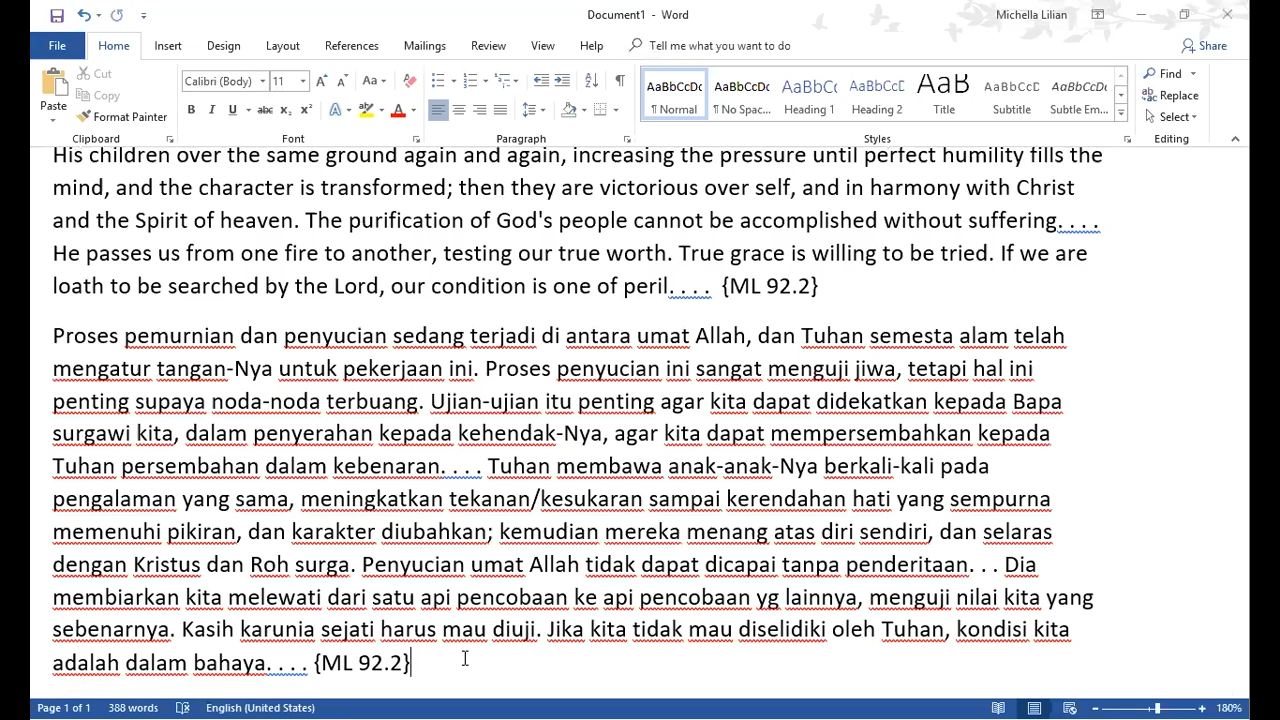 Document1 - Word
Michella Lilian
File Home Insert Design Layout References Mailings Review View Help Tell me what you want to do Share
Cut
Copy
Paste
Format Painter
Calibri (Body) 11
AaBbCcDc AaBbCcDc AaBbCc AaBbCcD AaB AaBbCcD AaBbCcDc
¶ Normal ¶ No Spac... Heading 1 Heading 2 Title Subtitle Subtle Em...
Find
Replace
Select
Clipboard Font Paragraph Styles Editing
His children over the same ground again and again, increasing the pressure until perfect humility fills the
mind, and the character is transformed; then they are victorious over self, and in harmony with Christ
and the Spirit of heaven. The purification of God's people cannot be accomplished without suffering. . . .
He passes us from one fire to another, testing our true worth. True grace is willing to be tried. If we are
loath to be searched by the Lord, our condition is one of peril. . . . {ML 92.2}
Proses pemurnian dan penyucian sedang terjadi di antara umat Allah, dan Tuhan semesta alam telah
mengatur tangan-Nya untuk pekerjaan ini. Proses penyucian ini sangat menguji jiwa, tetapi hal ini
penting supaya noda-noda terbuang. Ujian-ujian itu penting agar kita dapat didekatkan kepada Bapa
surgawi kita, dalam penyerahan kepada kehendak-Nya, agar kita dapat mempersembahkan kepada
Tuhan persembahan dalam kebenaran. . . . Tuhan membawa anak-anak-Nya berkali-kali pada
pengalaman yang sama, meningkatkan tekanan/kesukaran sampai kerendahan hati yang sempurna
memenuhi pikiran, dan karakter diubahkan; kemudian mereka menang atas diri sendiri, dan selaras
dengan Kristus dan Roh surga. Penyucian umat Allah tidak dapat dicapai tanpa penderitaan. . . Dia
membiarkan kita melewati dari satu api pencobaan ke api pencobaan yg lainnya, menguji nilai kita yang
sebenarnya. Kasih karunia sejati harus mau diuji. Jika kita tidak mau diselidiki oleh Tuhan, kondisi kita
adalah dalam bahaya. . . . {ML 92.2}
Page 1 of 1 388 words English (United States) 180%